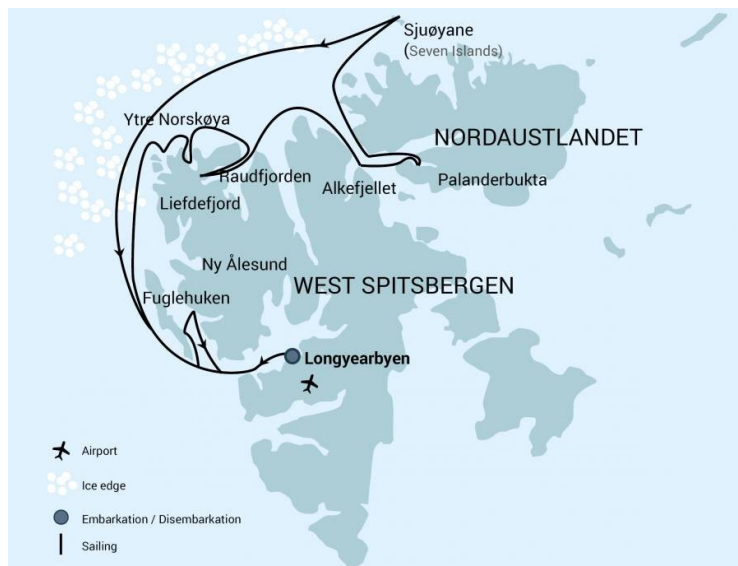 Sjuøyane
(Seven Islands)
Ytre Norskøya
NORDAUSTLANDET
Raudfjorden
Alkefjellet
Palanderbukta
Liefdefjord
Ny Ålesund
WEST SPITSBERGEN
Fuglehuken
Longyearbyen
Airport
Ice edge
Embarkation / Disembarkation
Sailing